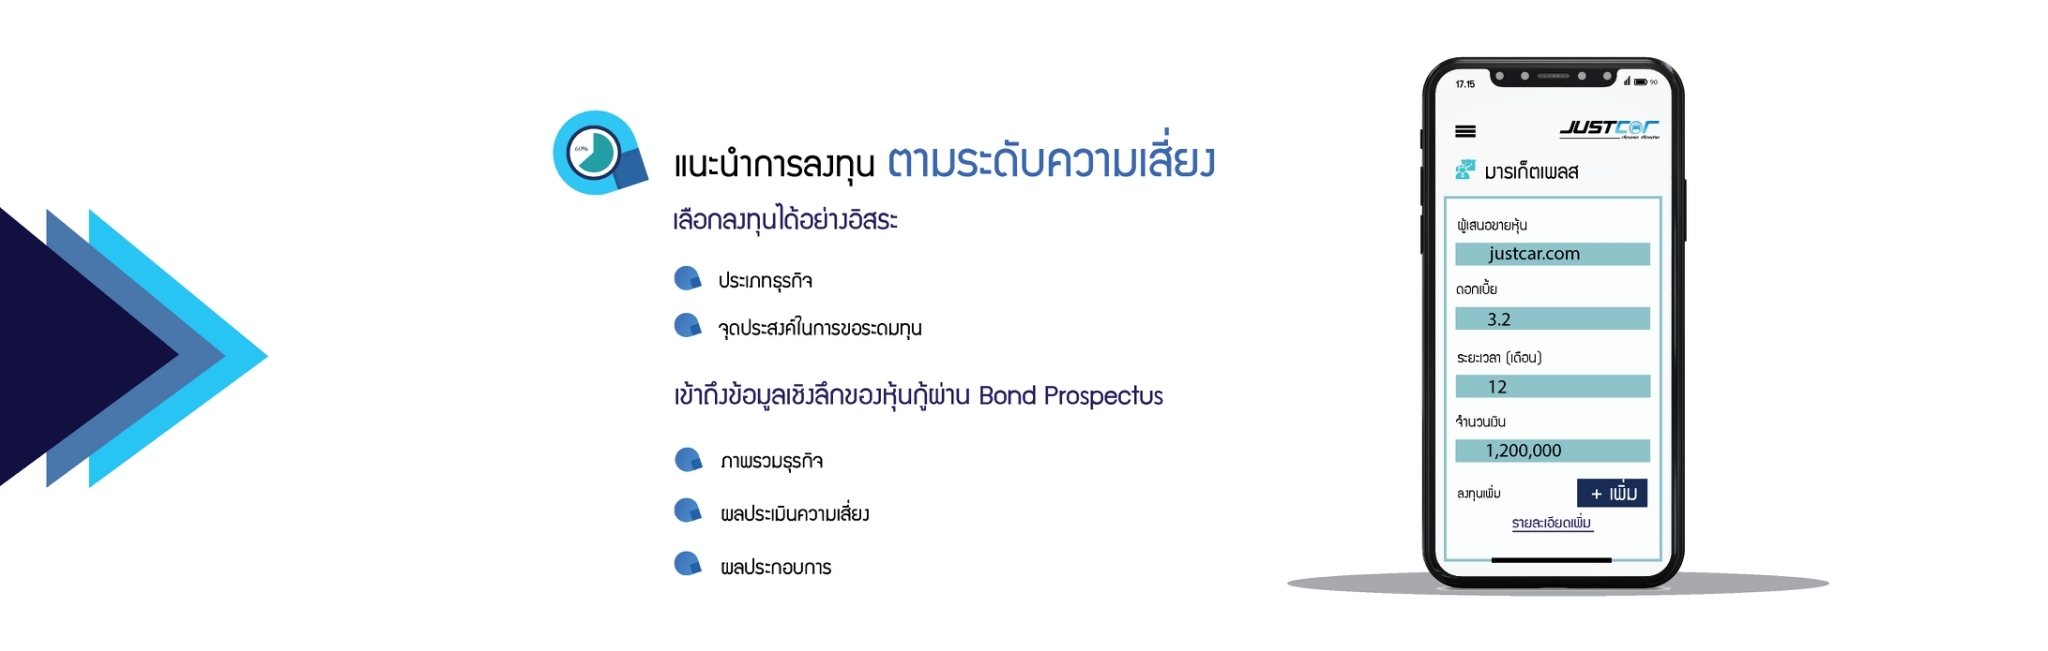 60%
แนะนำการลงทุน ตามระดับความเสี่ยง
เลือกลงทุนได้อย่างอิสระ
ประเภทธุรกิจ
จุดประสงค์ในการขอระดมทุน
เข้าถึงข้อมูลเชิงลึกของหุ้นกู้ผ่าน Bond Prospectus
ภาพรวมธุรกิจ
ผลประเมินความเสี่ยง
ผลประกอบการ
17.15
90
JUSTCAR
มาร์เก็ตเพลส
ผู้เสนอขายหุ้น
justcar.com
ดอกเบี้ย
3.2
ระยะเวลา (เดือน)
12
จำนวนเงิน
1,200,000
ลงทุนเพิ่ม
+ เพิ่ม
รายละเอียดเพิ่ม